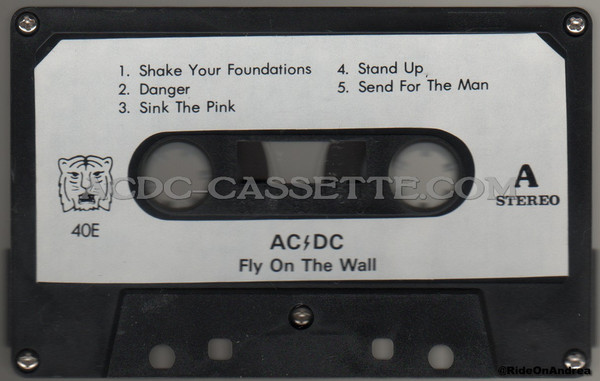 1. Shake Your Foundations
2. Danger
3. Sink The Pink
4. Stand Up
5. Send For The Man
ACDC-CASSETTE.COM
A
STEREO
40E
AC⚡DC
Fly On The Wall
©RideOnAndrea